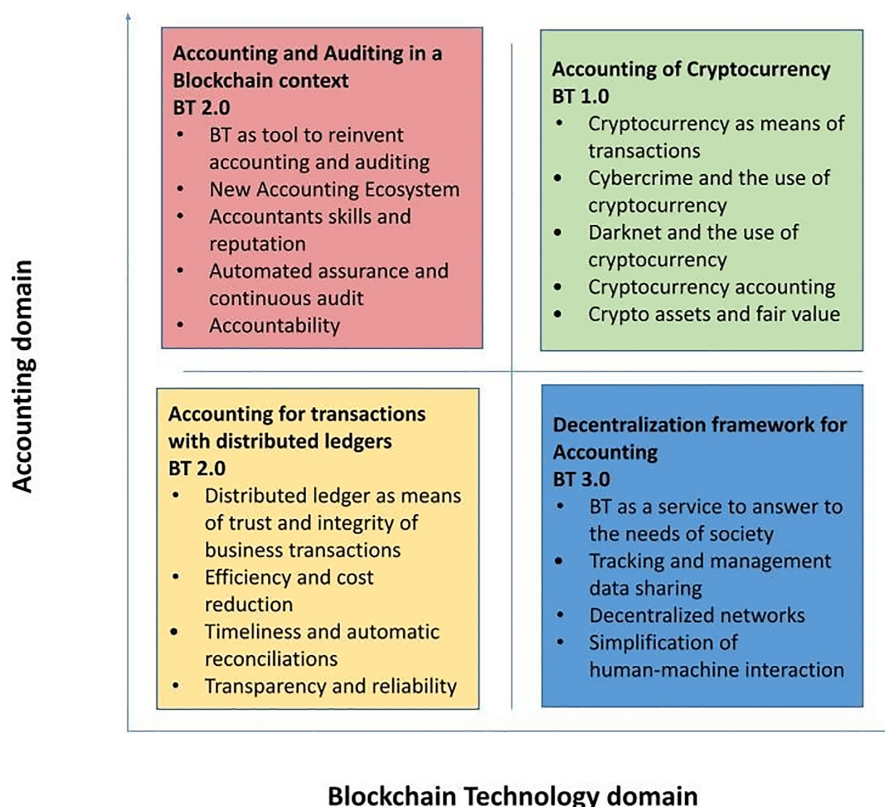 Accounting and Auditing in a
Blockchain context
BT 2.0
• BT as tool to reinvent
accounting and auditing
• New Accounting Ecosystem
• Accountants skills and
reputation
• Automated assurance and
continuous audit
• Accountability
Accounting of Cryptocurrency
BT 1.0
• Cryptocurrency as means of
transactions
• Cybercrime and the use of
cryptocurrency
• Darknet and the use of
cryptocurrency
• Cryptocurrency accounting
• Crypto assets and fair value
Accounting domain
Accounting for transactions
with distributed ledgers
BT 2.0
• Distributed ledger as means
of trust and integrity of
business transactions
• Efficiency and cost
reduction
• Timeliness and automatic
reconciliations
• Transparency and reliability
Decentralization framework for
Accounting
BT 3.0
• BT as a service to answer to
the needs of society
• Tracking and management
data sharing
• Decentralized networks
• Simplification of
human-machine interaction
Blockchain Technology domain